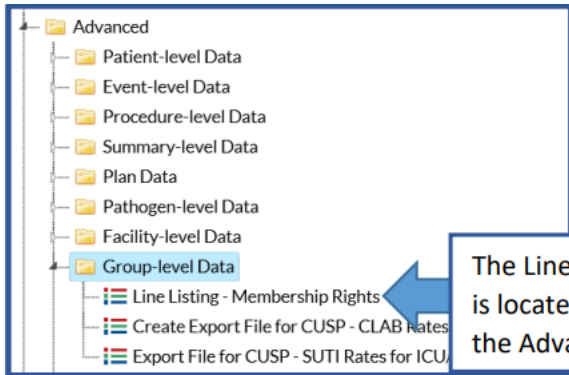 Advanced
Patient-level Data
Event-level Data
Procedure-level Data
Summary-level Data
Plan Data
Pathogen-level Data
Facility-level Data
Group-level Data
Line Listing - Membership Rights
Create Export File for CUSP - CLAB Rates
Export File for CUSP - SUTI Rates for ICU/
The Line
is locate
the Adva